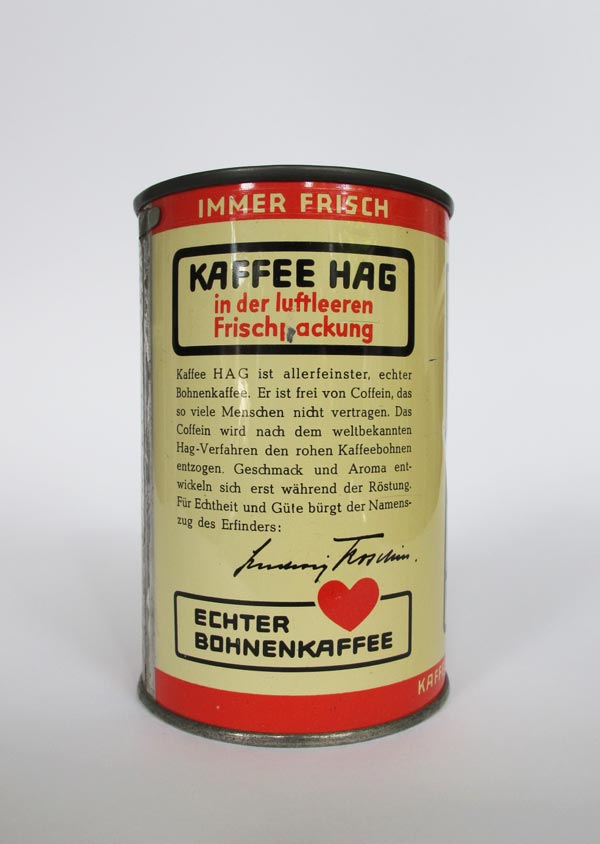 IMMER FRISCH
KAFFEE HAG
in der luftleeren
Frischpackung
Kaffee HAG ist allerfeinster, echter
Bohnenkaffee. Er ist frei von Coffein, das
so viele Menschen nicht vertragen. Das
Coffein wird nach dem weltbekannten
Hag-Verfahren den rohen Kaffeebohnen
entzogen. Geschmack und Aroma ent-
wickeln sich erst während der Röstung.
Für Echtheit und Güte bürgt der Namens-
zug des Erfinders:
ECHTER
BOHNENKAFFEE